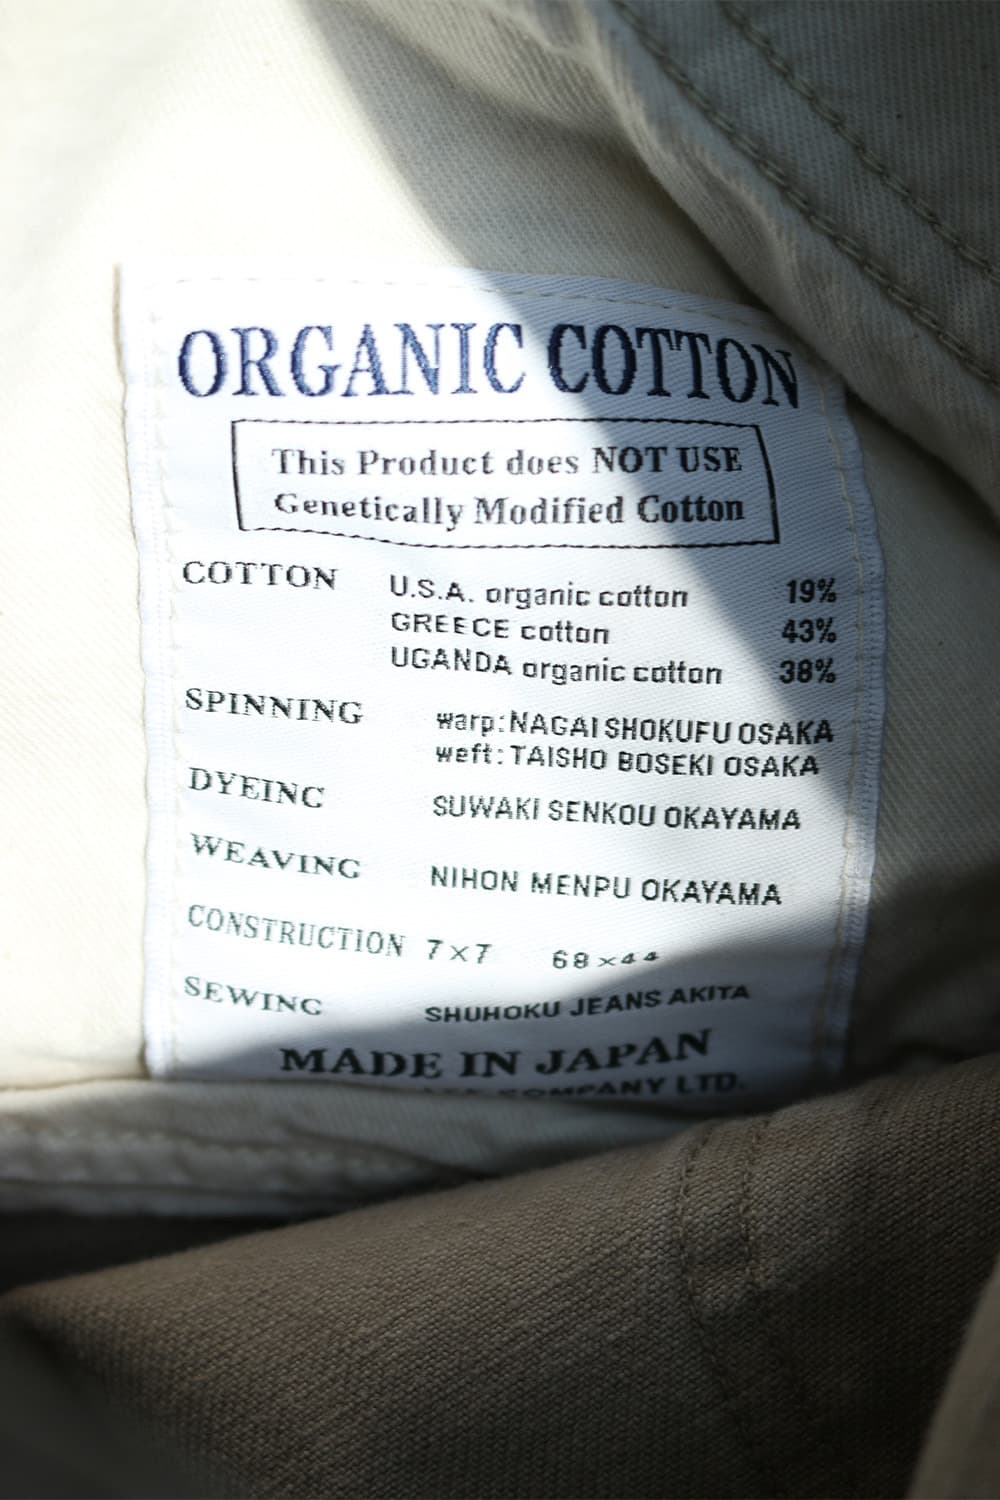 ORGANIC COTTON
This Product does NOT USE
Genetically Modified Cotton
COTTON U.S.A. organic cotton 19%
GREECE cotton 43%
UGANDA organic cotton 38%
SPINNING warp:NAGAI SHOKUFU OSAKA
weft:TAISHO BOSEKI OSAKA
DYEING SUWAKI SENKOU OKAYAMA
WEAVING NIHON MENPU OKAYAMA
CONSTRUCTION 7×7 68×44
SEWING SHUHOKU JEANS AKITA
MADE IN JAPAN
COMPANY LTD.